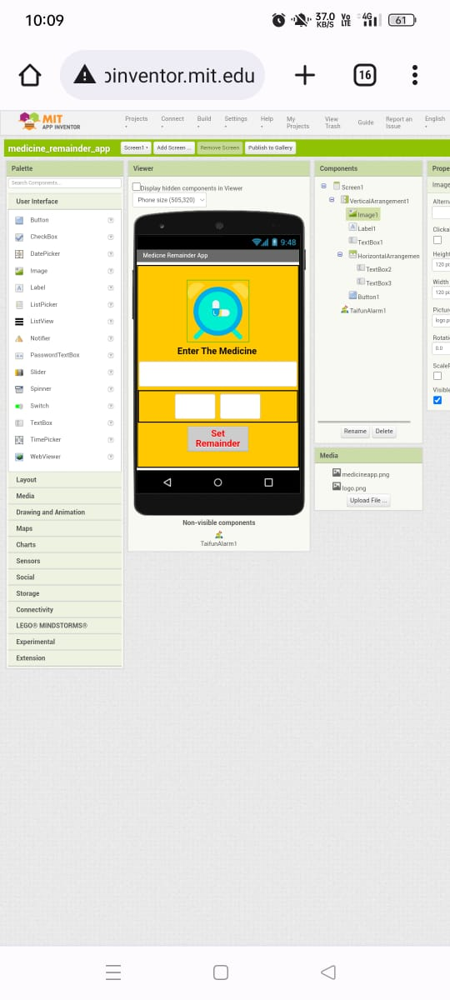 10:09
37.0 KB/S
Vo LTE
4G
61
oinventor.mit.edu
16
MIT
APP INVENTOR
Projects
Connect
Build
Settings
Help
My Projects
View Trash
Guide
Report an Issue
English
medicine_remainder_app
Screen1
Add Screen ...
Remove Screen
Publish to Gallery
Palette
Search Components...
User Interface
Button
CheckBox
DatePicker
Image
Label
ListPicker
ListView
Notifier
PasswordTextBox
Slider
Spinner
Switch
TextBox
TimePicker
WebViewer
Layout
Media
Drawing and Animation
Maps
Charts
Sensors
Social
Storage
Connectivity
LEGO® MINDSTORMS®
Experimental
Extension
Viewer
Display hidden components in Viewer
Phone size (505,320)
9:48
Medicne Remainder App
Enter The Medicine
Set
Remainder
Non-visible components
TaifunAlarm1
Components
Screen1
VerticalArrangement1
Image1
Label1
TextBox1
HorizontalArrangemen
TextBox2
TextBox3
Button1
TaifunAlarm1
Rename
Delete
Media
medicineapp.png
logo.png
Upload File ...
Prope
Image
Altern
Clicka
Height
120 p
Width
120 p
Pictur
logo.p
Rotati
0.0
ScaleP
Visible